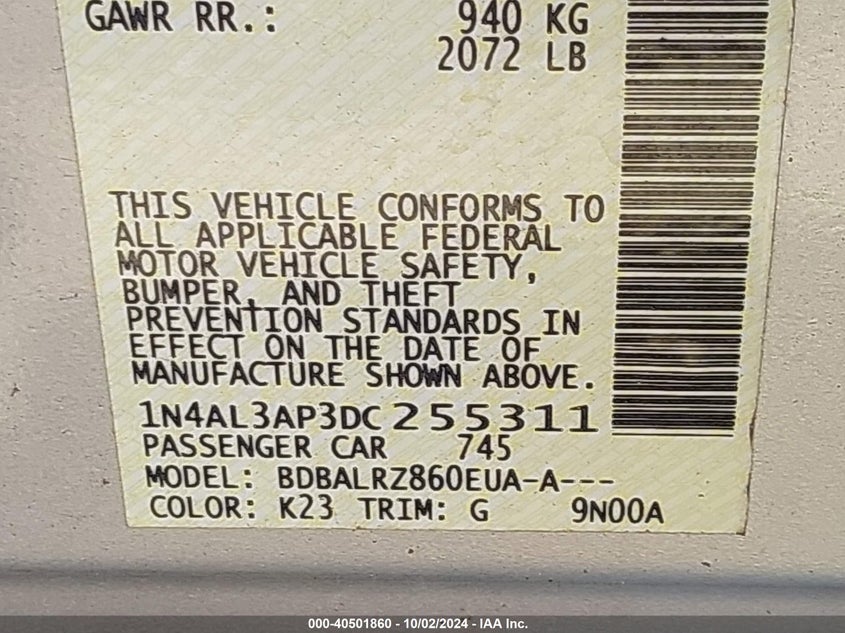 GAWR RR.: 940 KG
2072 LB
THIS VEHICLE CONFORMS TO
ALL APPLICABLE FEDERAL
MOTOR VEHICLE SAFETY,
BUMPER, AND THEFT
PREVENTION STANDARDS IN
EFFECT ON THE DATE OF
MANUFACTURE SHOWN ABOVE.
1N4AL3AP3DC255311
PASSENGER CAR 745
MODEL: BDBALRZ860EUA-A---
COLOR: K23 TRIM: G 9N00A
000-40501860 - 10/02/2024 - IAA Inc.